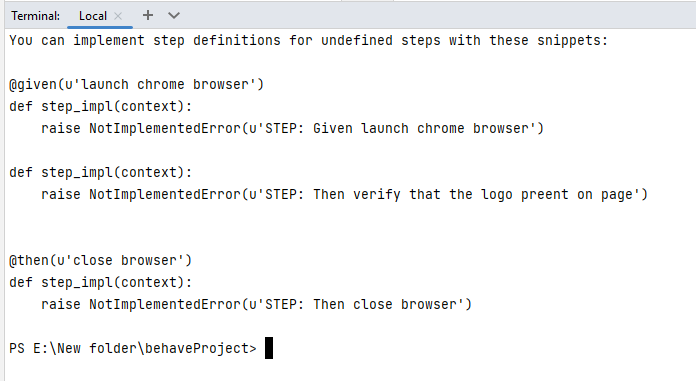 Terminal: Local × +
You can implement step definitions for undefined steps with these snippets:
@given(u'launch chrome browser')
def step_impl(context):
    raise NotImplementedError(u'STEP: Given launch chrome browser')
def step_impl(context):
    raise NotImplementedError(u'STEP: Then verify that the logo preent on page')
@then(u'close browser')
def step_impl(context):
    raise NotImplementedError(u'STEP: Then close browser')
PS E:\New folder\behaveProject>